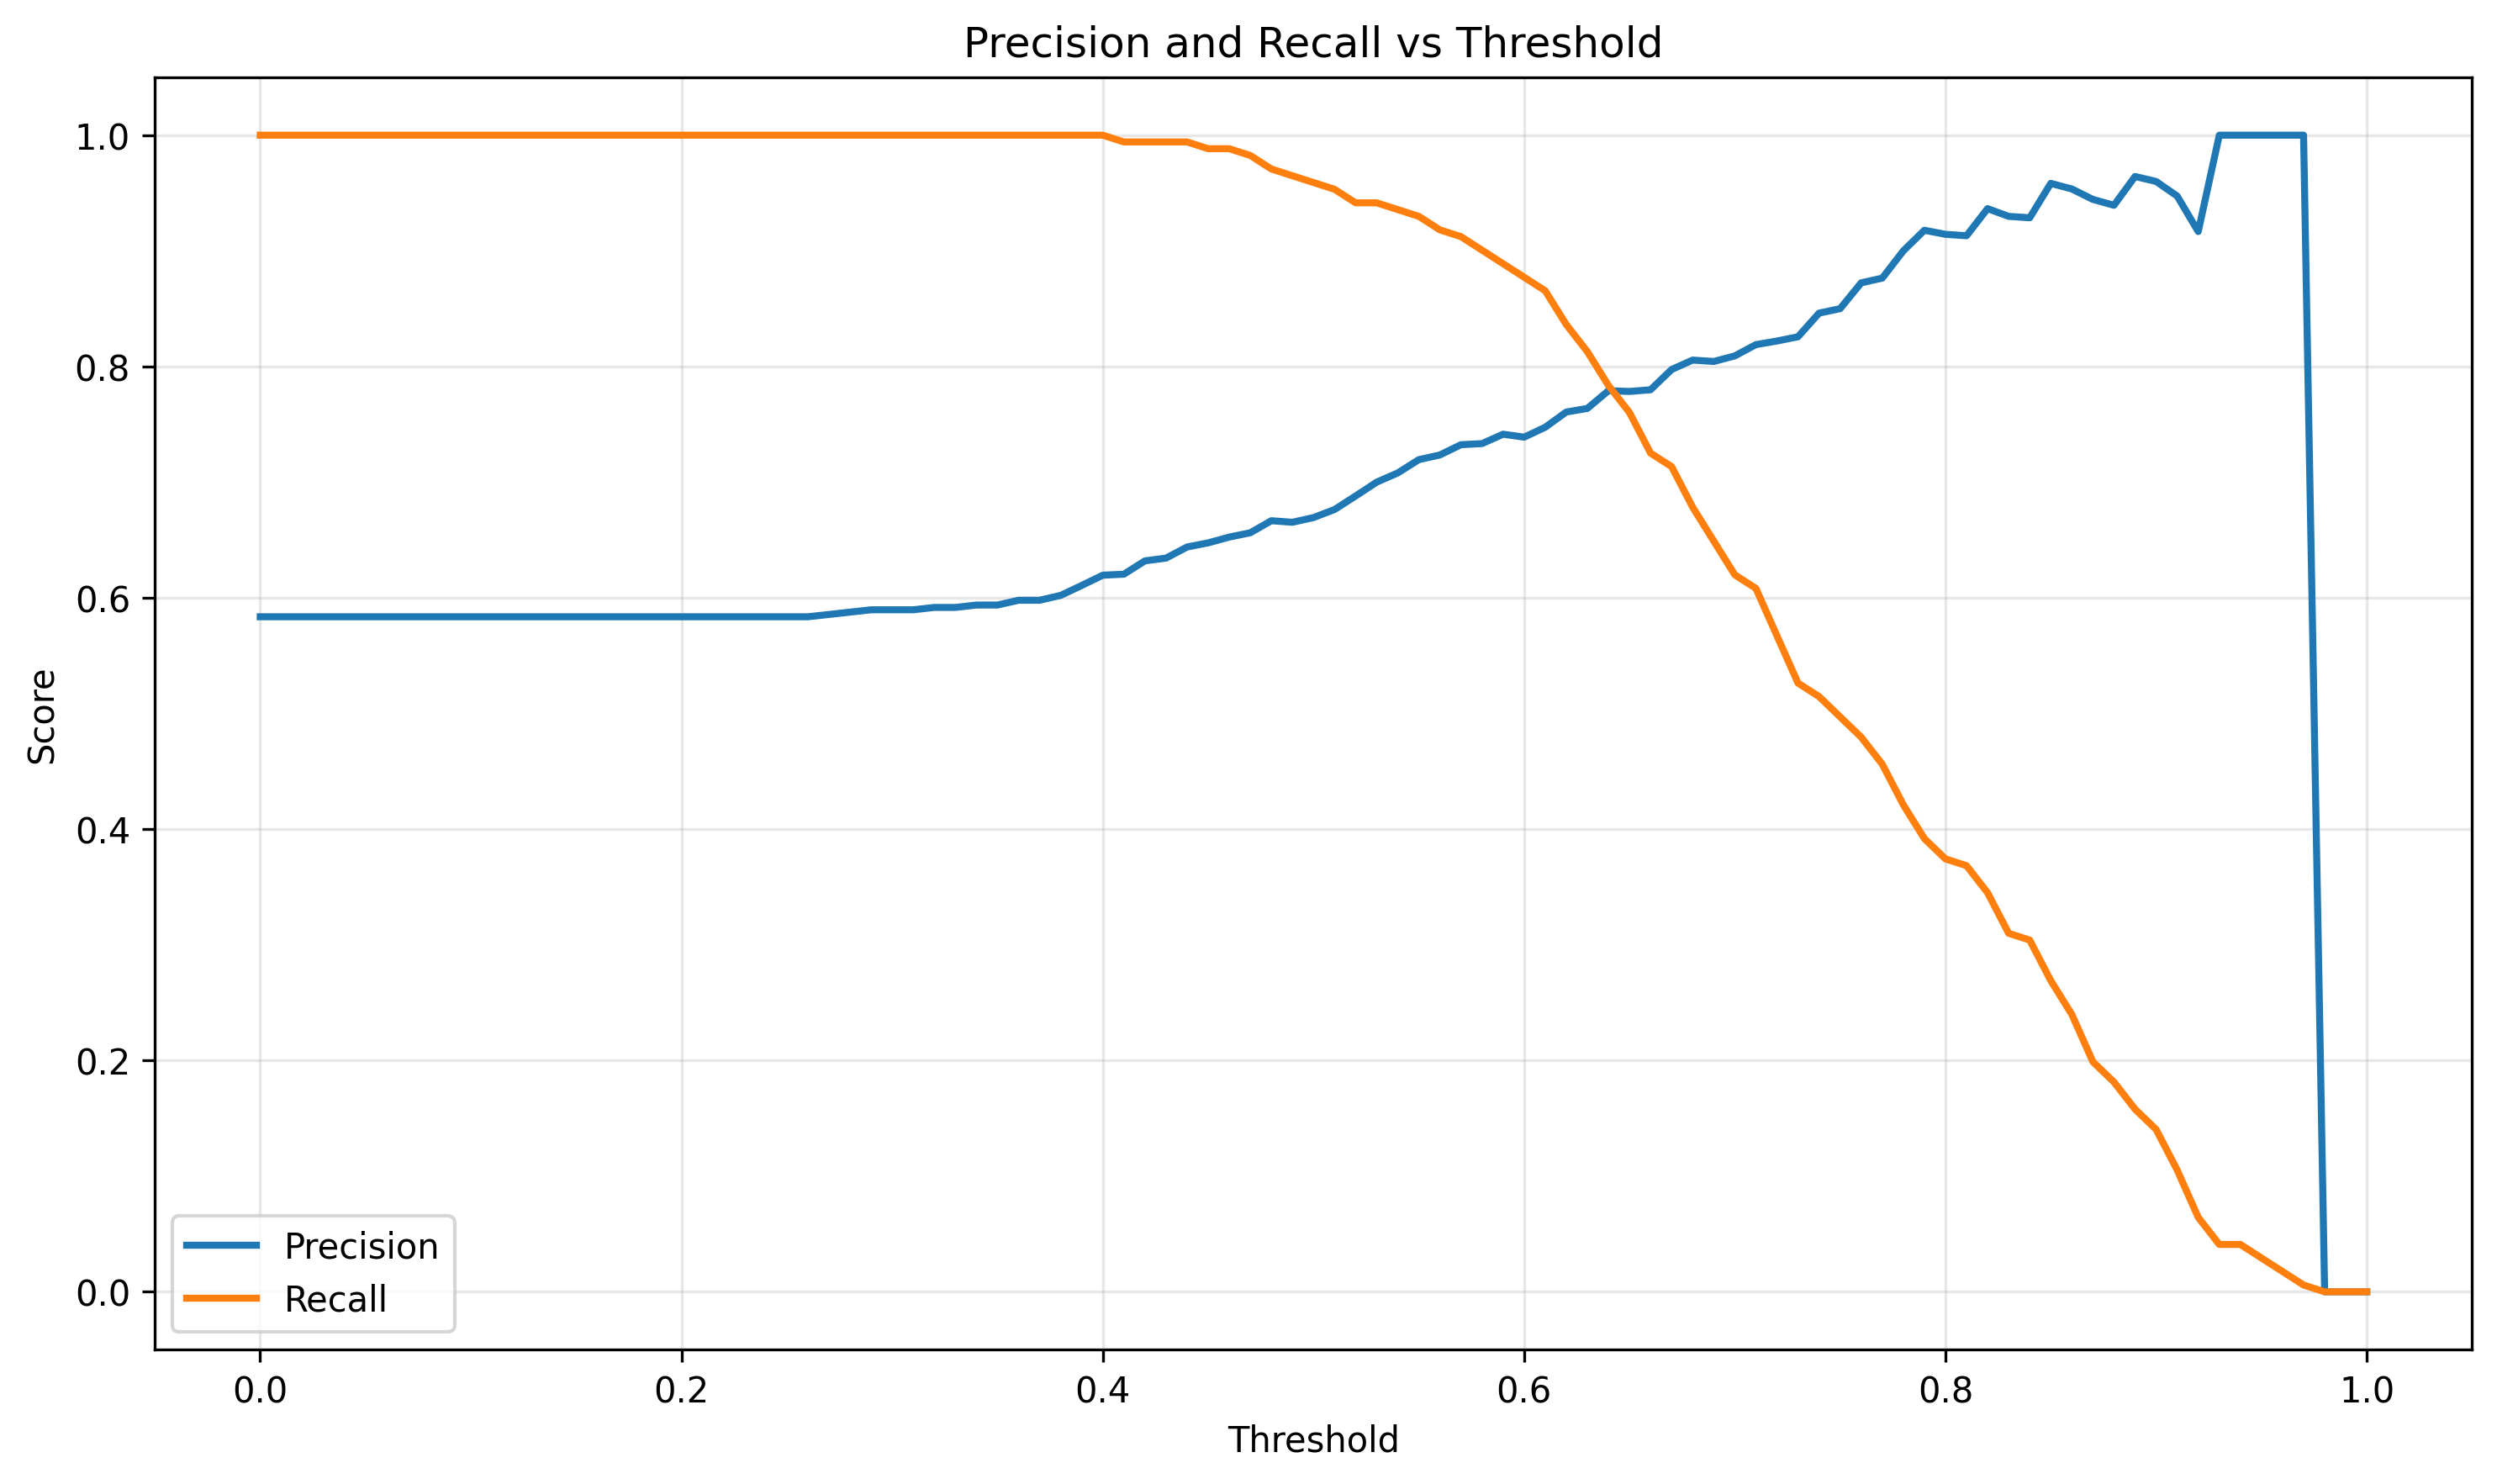 Precision and Recall vs Threshold
1.0
0.8
0.6
0.4
0.2
0.0
Score
Precision
Recall
0.0 0.2 0.4 0.6 0.8 1.0
Threshold